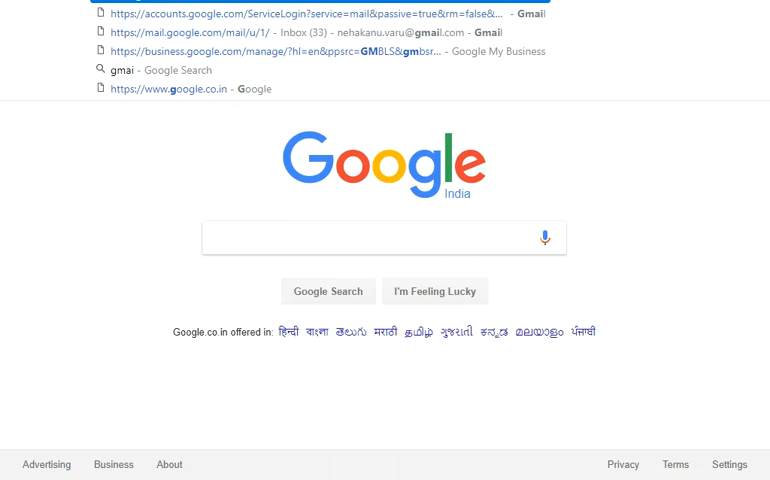 https://accounts.google.com/ServiceLogin?service=mail&passive=true&rm=false&... - Gmail
https://mail.google.com/mail/u/1/ - Inbox (33) - nehakanu.varu@gmail.com - Gmail
https://business.google.com/manage/?hl=en&ppsrc=GMBLS&gmbsr... - Google My Business
gmai - Google Search
https://www.google.co.in - Google
Google
India
Google Search I'm Feeling Lucky
Google.co.in offered in: हिन्दी বাংলা తెలుగు मराठी தமிழ் ગુજરાતી ಕನ್ನಡ മലയാളം ਪੰਜਾਬੀ
Advertising Business About Privacy Terms Settings